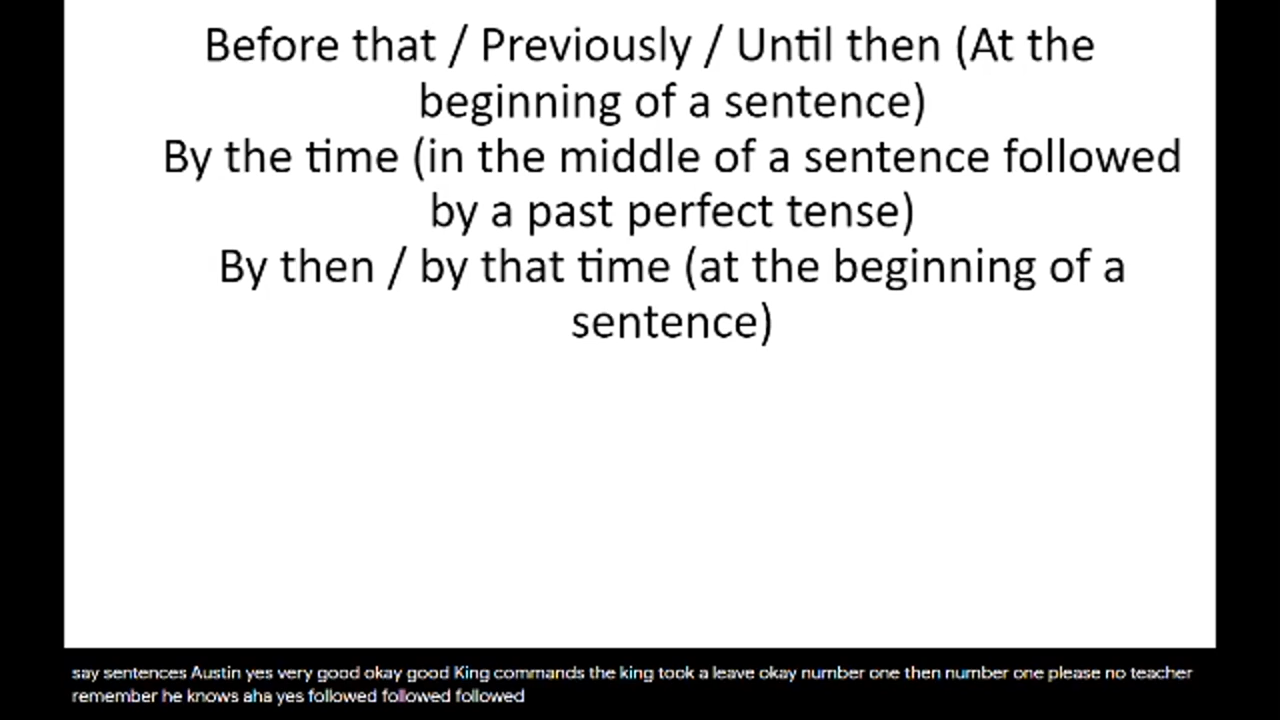 Before that / Previously / Until then (At the
beginning of a sentence)
By the time (in the middle of a sentence followed
by a past perfect tense)
By then / by that time (at the beginning of a
sentence)
say sentences Austin yes very good okay good King commands the king took a leave okay number one then number one please no teacher
remember he knows aha yes followed followed followed